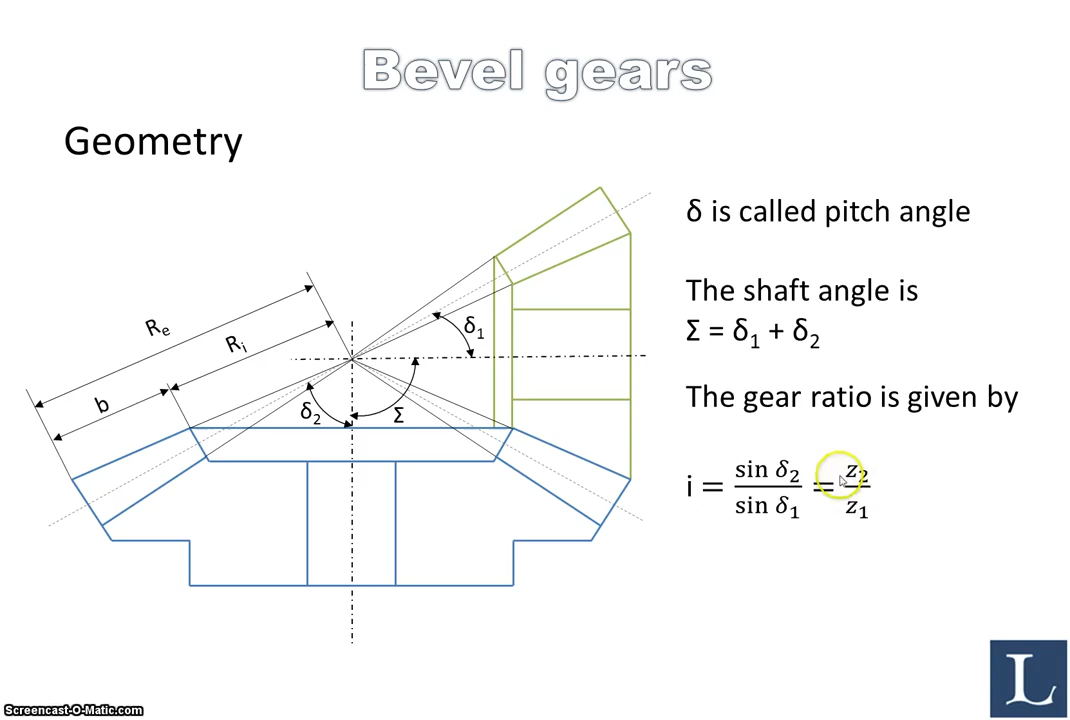 Bevel gears
Geometry
δ is called pitch angle
The shaft angle is
Σ = δ₁ + δ₂
The gear ratio is given by
i = sin δ₂ / sin δ₁ = z₂ / z₁
Rₑ
Rᵢ
b
δ₁
δ₂
Σ
L
Screencast-O-Matic.com